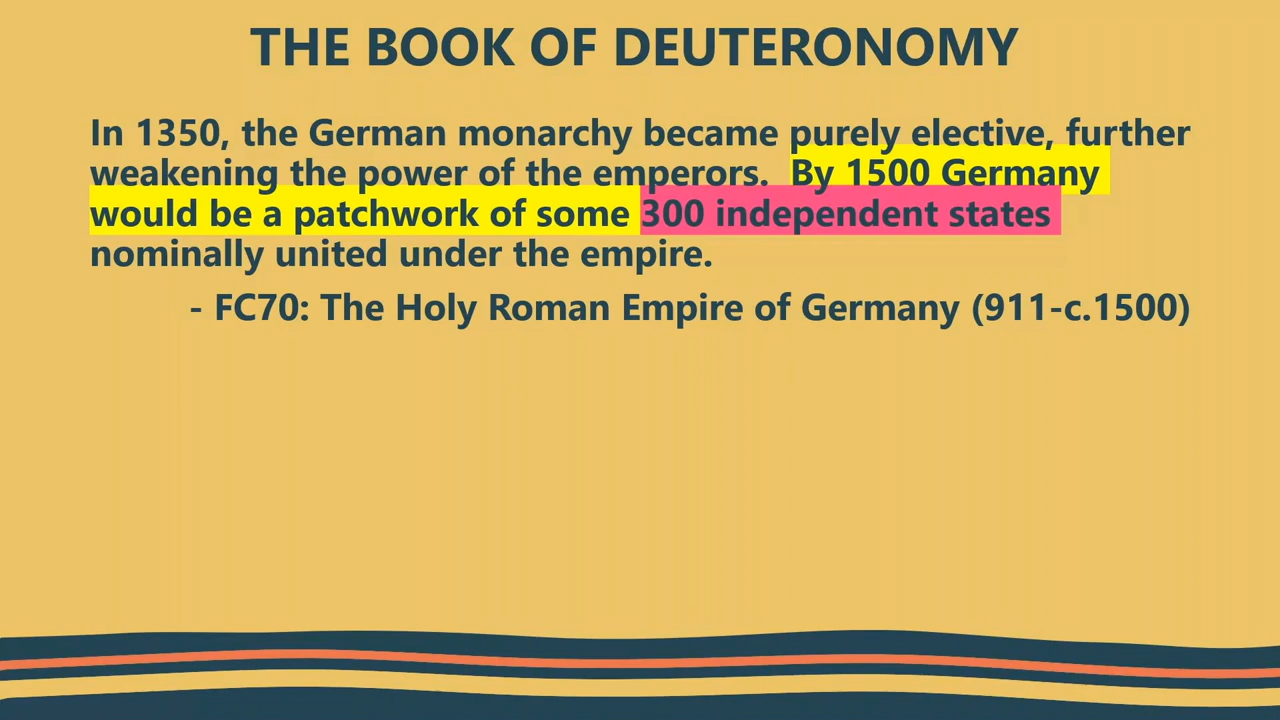 THE BOOK OF DEUTERONOMY
In 1350, the German monarchy became purely elective, further
weakening the power of the emperors. By 1500 Germany
would be a patchwork of some 300 independent states
nominally united under the empire.
- FC70: The Holy Roman Empire of Germany (911-c.1500)